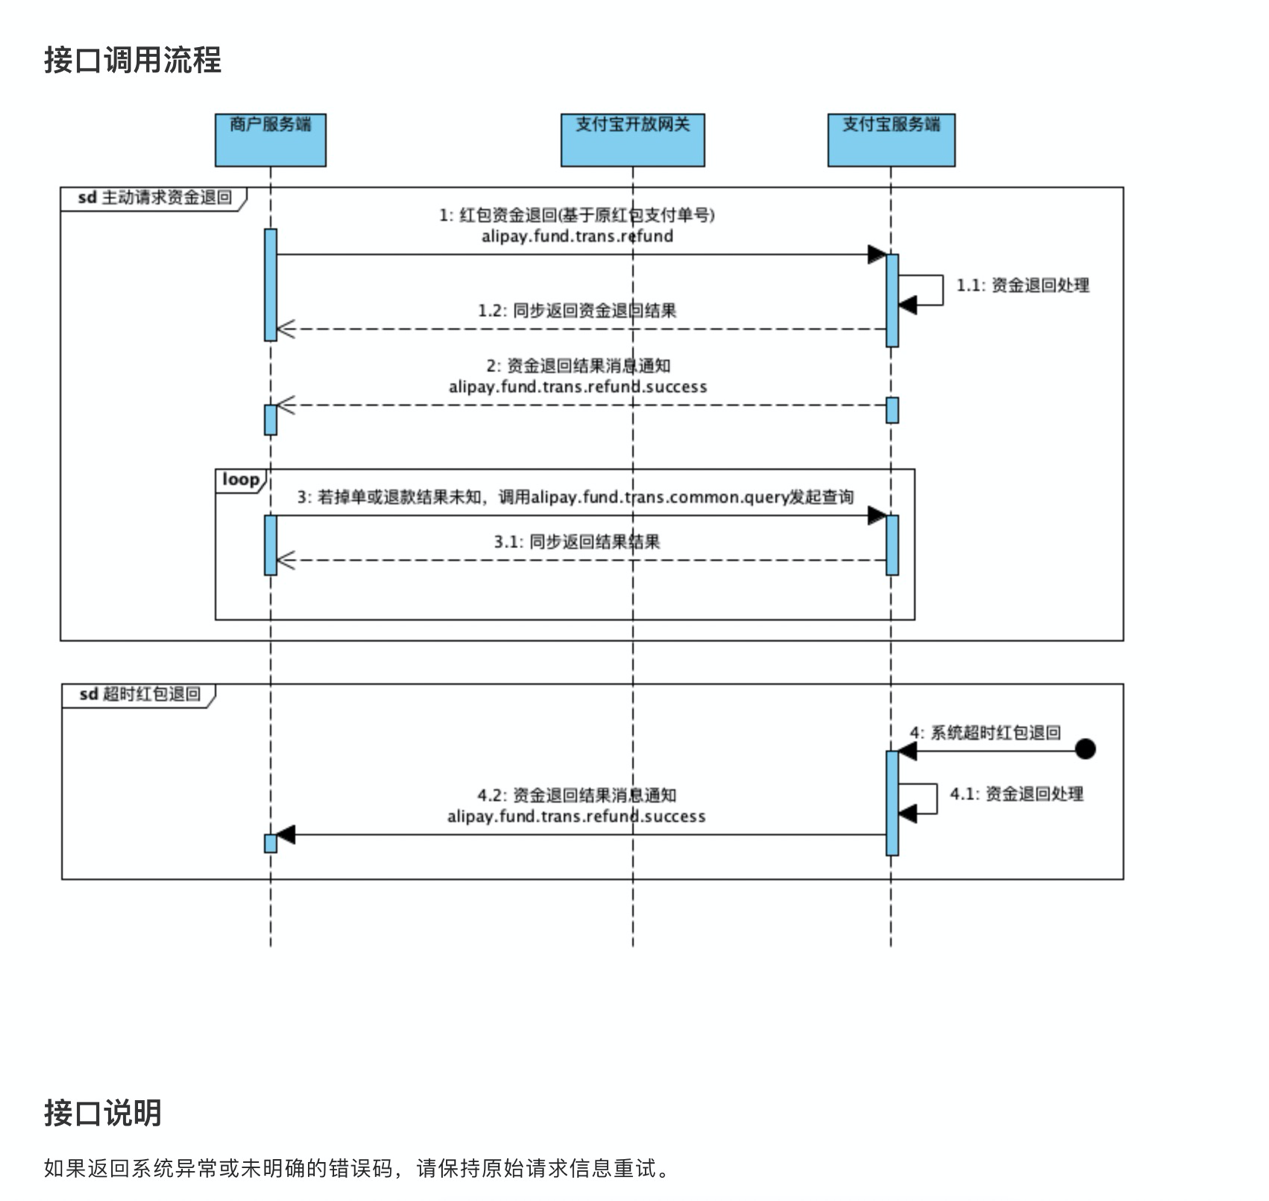 接口调用流程
商户服务端
支付宝开放网关
支付宝服务端
sd 主动请求资金退回
1: 红包资金退回(基于原红包支付单号)
alipay.fund.trans.refund
1.1: 资金退回处理
1.2: 同步返回资金退回结果
2: 资金退回结果消息通知
alipay.fund.trans.refund.success
loop
3: 若掉单或退款结果未知，调用alipay.fund.trans.common.query发起查询
3.1: 同步返回结果结果
sd 超时红包退回
4: 系统超时红包退回
4.1: 资金退回处理
4.2: 资金退回结果消息通知
alipay.fund.trans.refund.success
接口说明
如果返回系统异常或未明确的错误码，请保持原始请求信息重试。